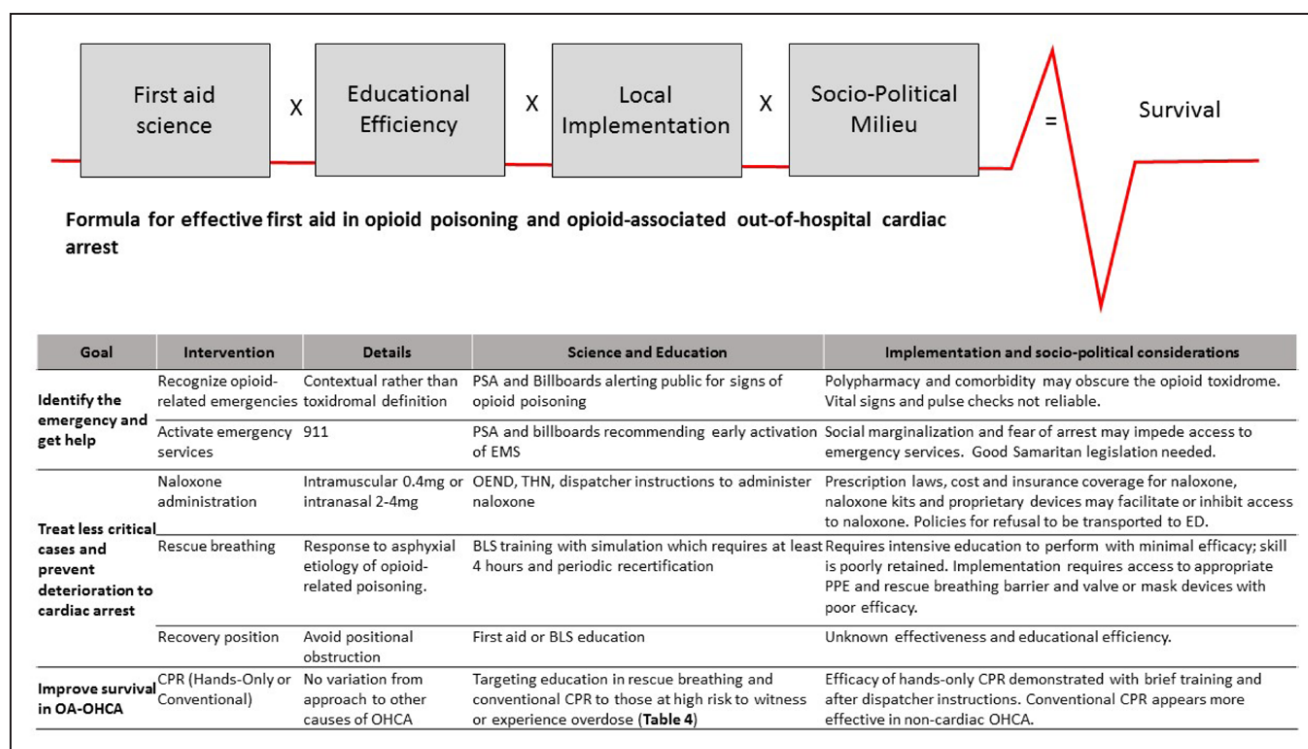 First aid science X Educational Efficiency X Local Implementation X Socio-Political Milieu = Survival
Formula for effective first aid in opioid poisoning and opioid-associated out-of-hospital cardiac
arrest
Goal Intervention Details Science and Education Implementation and socio-political considerations
Identify the
emergency and
get help
Recognize opioid-
related emergencies
Contextual rather than
toxidromal definition
PSA and Billboards alerting public for signs of
opioid poisoning
Polypharmacy and comorbidity may obscure the opioid toxidrome.
Vital signs and pulse checks not reliable.
Activate emergency
services
911
PSA and billboards recommending early activation
of EMS
Social marginalization and fear of arrest may impede access to
emergency services. Good Samaritan legislation needed.
Treat less critical
cases and
prevent
deterioration to
cardiac arrest
Naloxone
administration
Intramuscular 0.4mg or
intranasal 2-4mg
OEND, THN, dispatcher instructions to administer
naloxone
Prescription laws, cost and insurance coverage for naloxone,
naloxone kits and proprietary devices may facilitate or inhibit access
to naloxone. Policies for refusal to be transported to ED.
Rescue breathing
Response to asphyxial
etiology of opioid-
related poisoning.
BLS training with simulation which requires at least
4 hours and periodic recertification
Requires intensive education to perform with minimal efficacy; skill
is poorly retained. Implementation requires access to appropriate
PPE and rescue breathing barrier and valve or mask devices with
poor efficacy.
Recovery position
Avoid positional
obstruction
First aid or BLS education
Unknown effectiveness and educational efficiency.
Improve survival
in OA-OHCA
CPR (Hands-Only or
Conventional)
No variation from
approach to other
causes of OHCA
Targeting education in rescue breathing and
conventional CPR to those at high risk to witness
or experience overdose (Table 4)
Efficacy of hands-only CPR demonstrated with brief training and
after dispatcher instructions. Conventional CPR appears more
effective in non-cardiac OHCA.